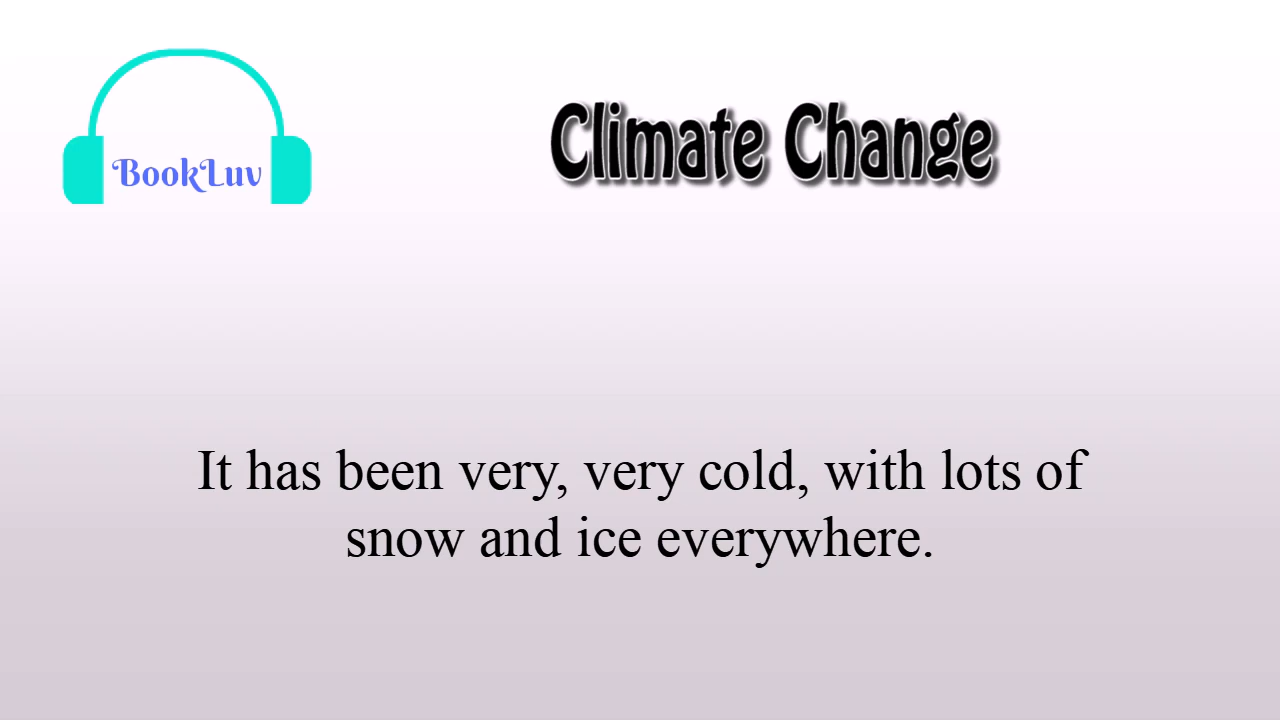 BookLuv
Climate Change
It has been very, very cold, with lots of
snow and ice everywhere.